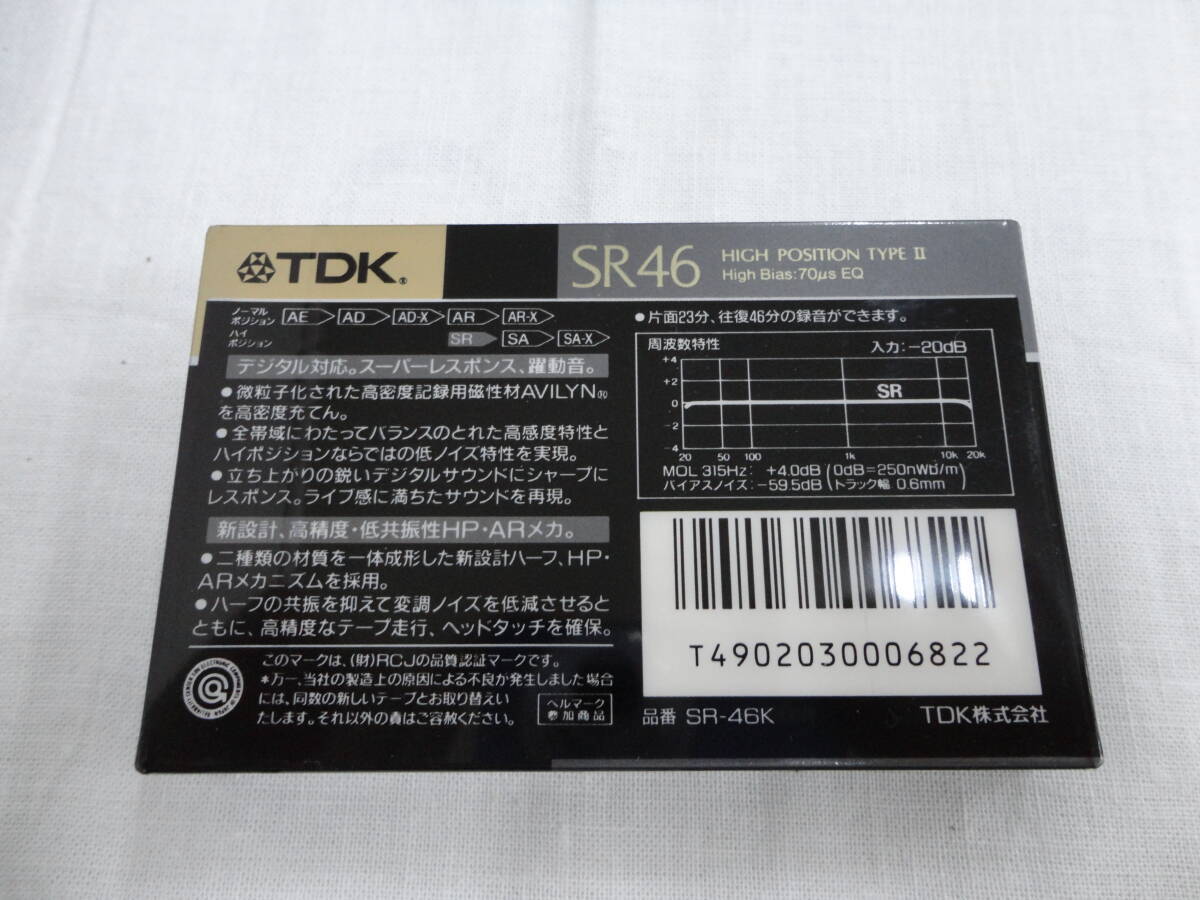 TDK®
SR46
HIGH POSITION TYPE II
High Bias:70μs EQ
ノーマル
ポジション
AE AD AD-X AR AR-X
ハイ
ポジション
SR SA SA-X
デジタル対応。スーパーレスポンス、躍動音。
●微粒子化された高密度記録用磁性材AVILYN®
を高密度充てん。
●全帯域にわたってバランスのとれた高感度特性と
ハイポジションならではの低ノイズ特性を実現。
●立ち上がりの鋭いデジタルサウンドにシャープに
レスポンス。ライブ感に満ちたサウンドを再現。
新設計、高精度・低共振性HP・ARメカ。
●二種類の材質を一体成形した新設計ハーフ、HP・
ARメカニズムを採用。
●ハーフの共振を抑えて変調ノイズを低減させると
ともに、高精度なテープ走行、ヘッドタッチを確保。
このマークは、(財)RCJの品質認証マークです。
*万一、当社の製造上の原因による不良が発生しました場合
には、同数の新しいテープとお取り替えい
たします。それ以外の責はご容赦ください。
ベルマーク
参加商品
●片面23分、往復46分の録音ができます。
周波数特性 入力:−20dB
+4
+2
0
−2
−4
SR
20 50 100 1k 10k 20k
MOL 315Hz: +4.0dB (0dB=250nWb/m
バイアスノイズ: −59.5dB トラック幅 0.6mm)
T4902030006822
品番 SR-46K
TDK株式会社